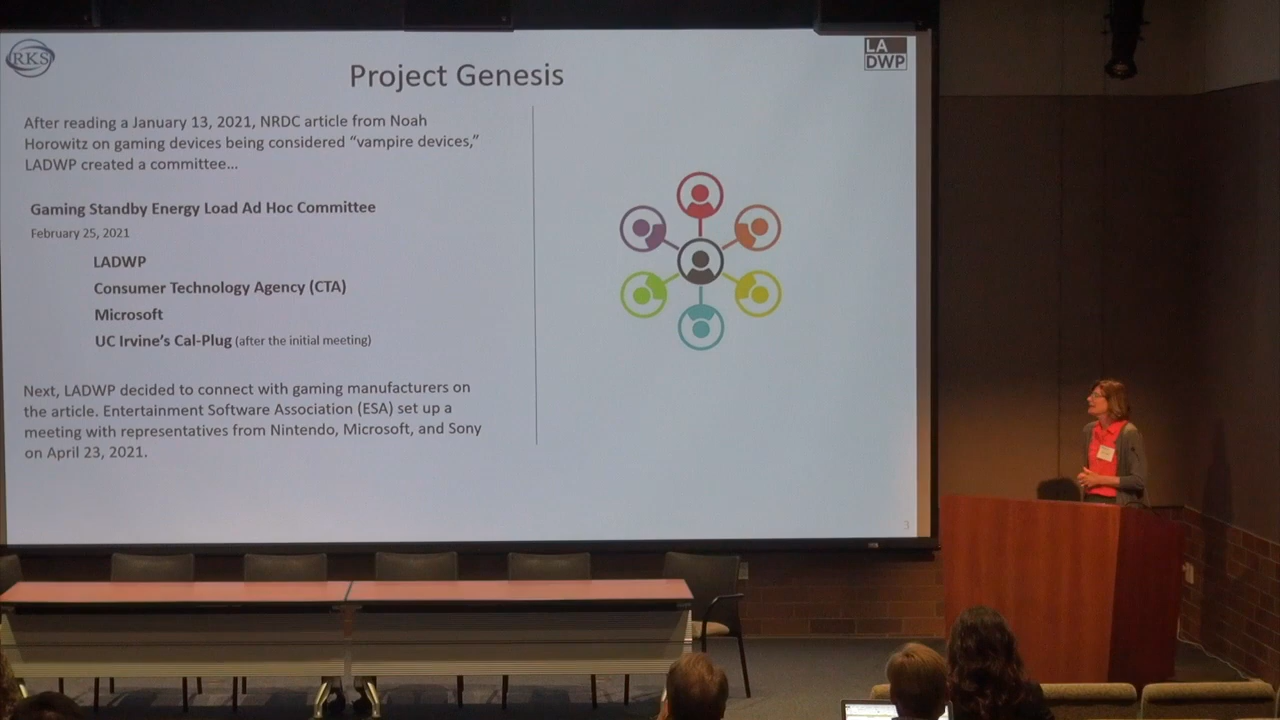 RKS
LA
DWP
Project Genesis
After reading a January 13, 2021, NRDC article from Noah
Horowitz on gaming devices being considered “vampire devices,”
LADWP created a committee...
Gaming Standby Energy Load Ad Hoc Committee
February 25, 2021
LADWP
Consumer Technology Agency (CTA)
Microsoft
UC Irvine’s Cal-Plug (after the initial meeting)
Next, LADWP decided to connect with gaming manufacturers on
the article. Entertainment Software Association (ESA) set up a
meeting with representatives from Nintendo, Microsoft, and Sony
on April 23, 2021.
3